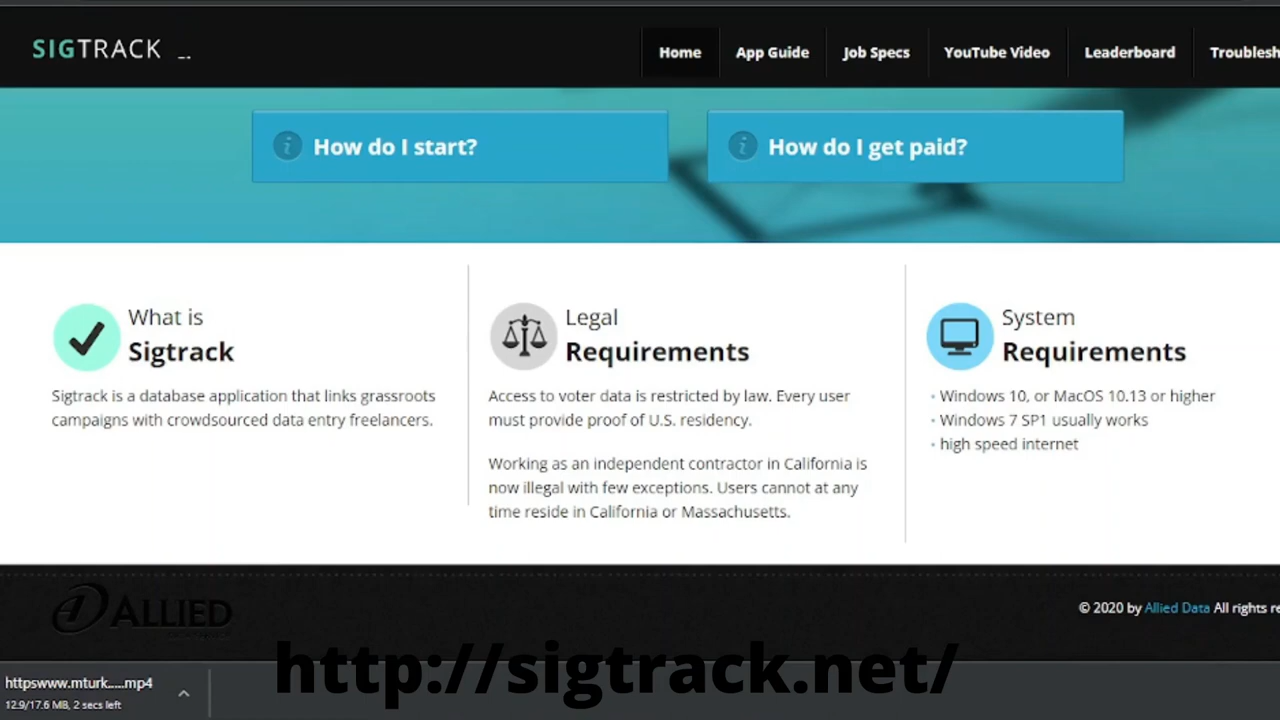 SIGTRACK
Home
App Guide
Job Specs
YouTube Video
Leaderboard
Troublesh
How do I start?
How do I get paid?
What is
Sigtrack
Sigtrack is a database application that links grassroots
campaigns with crowdsourced data entry freelancers.
Legal
Requirements
Access to voter data is restricted by law. Every user
must provide proof of U.S. residency.
Working as an independent contractor in California is
now illegal with few exceptions. Users cannot at any
time reside in California or Massachusetts.
System
Requirements
• Windows 10, or MacOS 10.13 or higher
• Windows 7 SP1 usually works
• high speed internet
ALLIED
© 2020 by Allied Data All rights re
http://sigtrack.net/
httpswww.mturk.....mp4
12.9/17.6 MB, 2 secs left